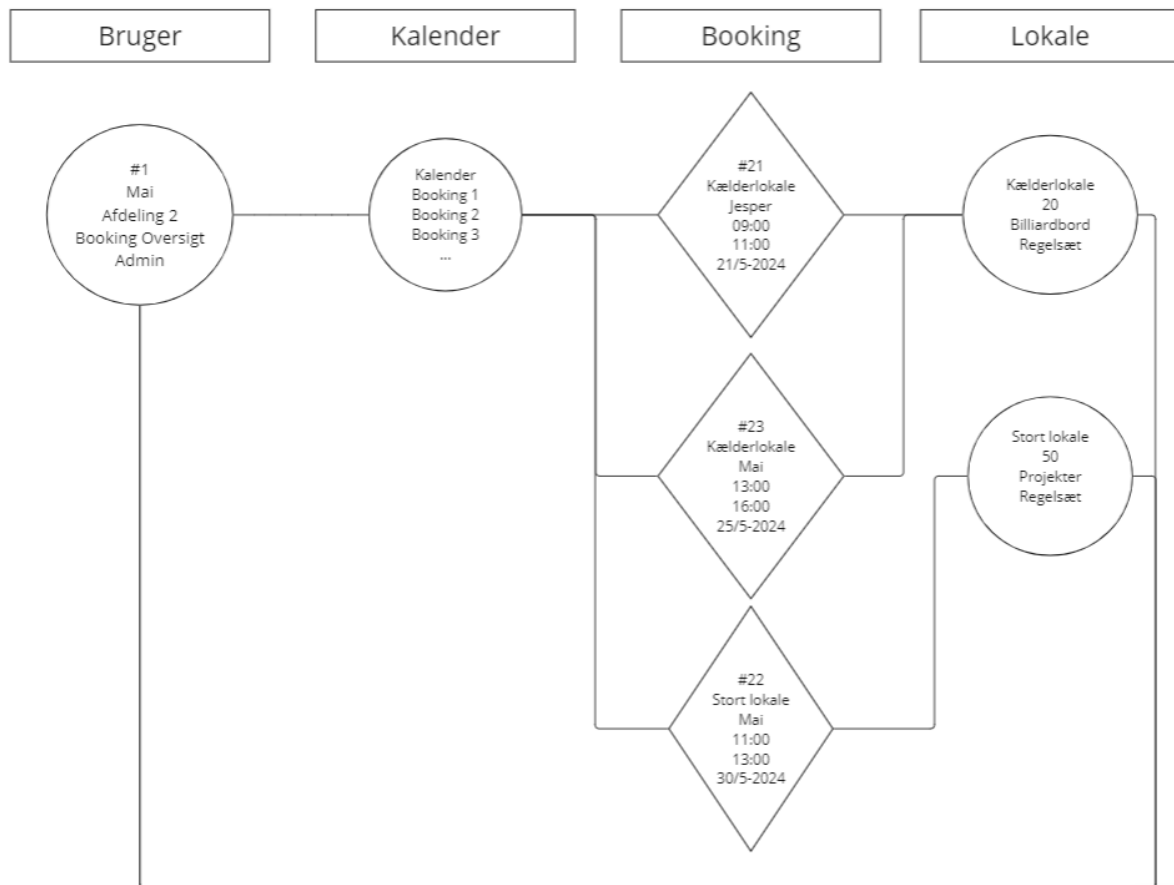 Bruger
Kalender
Booking
Lokale
#1
Mai
Afdeling 2
Booking Oversigt
Admin
Kalender
Booking 1
Booking 2
Booking 3
...
#21
Kælderlokale
Jesper
09:00
11:00
21/5-2024
Kælderlokale
20
Billiardbord
Regelsæt
#23
Kælderlokale
Mai
13:00
16:00
25/5-2024
Stort lokale
50
Projekter
Regelsæt
#22
Stort lokale
Mai
11:00
13:00
30/5-2024